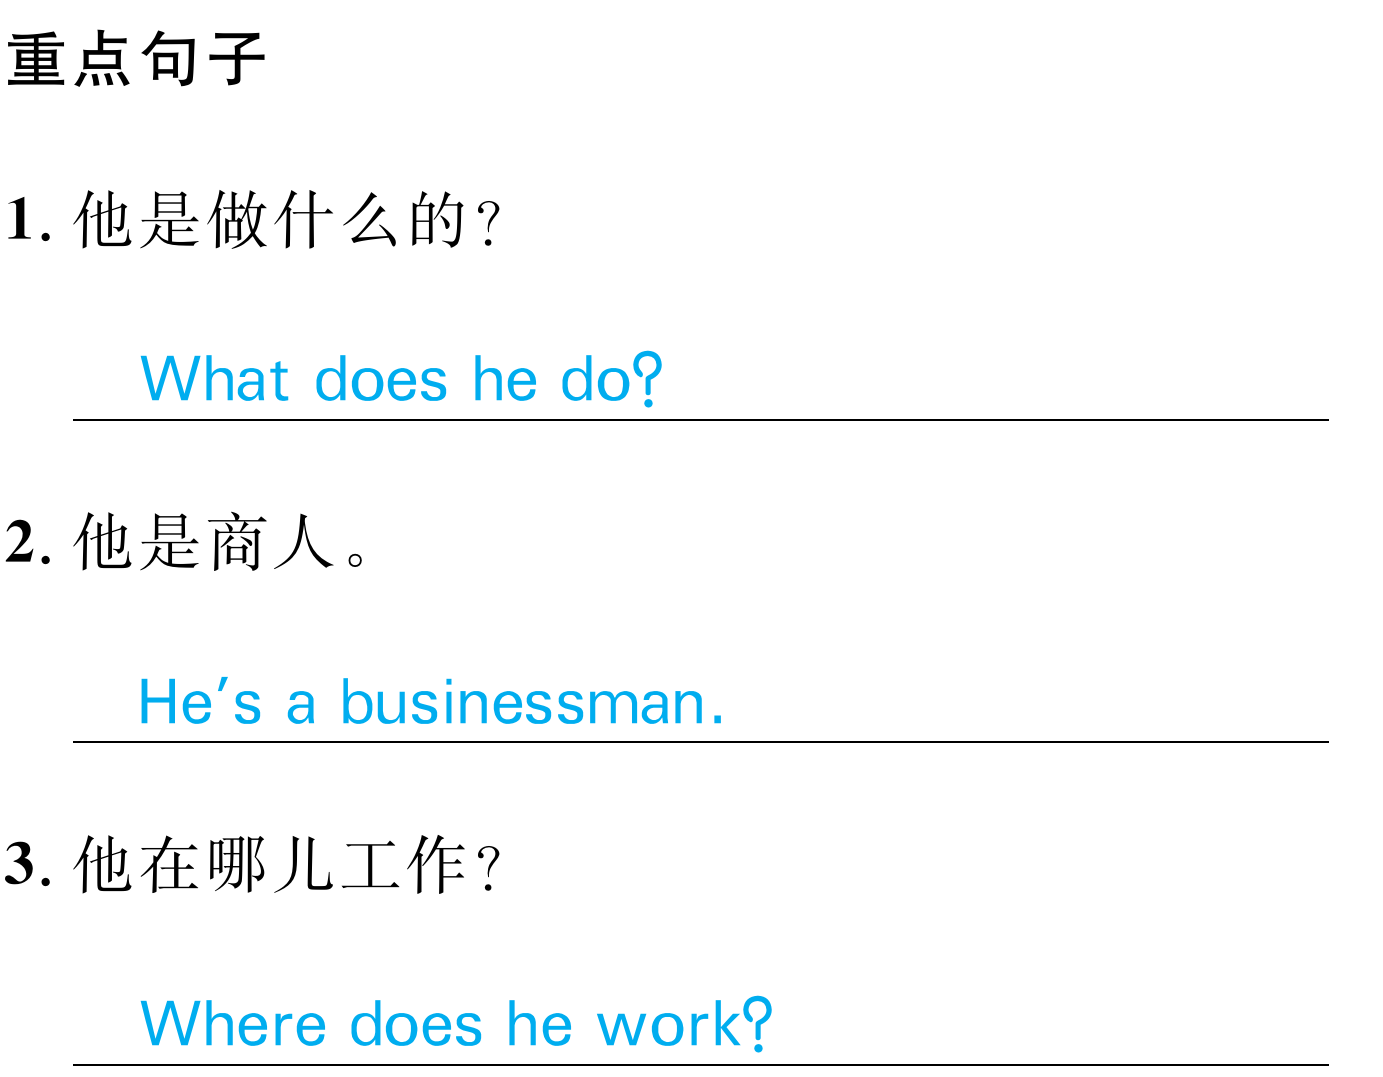 重点句子
1. 他是做什么的?
What does he do?
2. 他是商人。
He's a businessman.
3. 他在哪儿工作?
Where does he work?